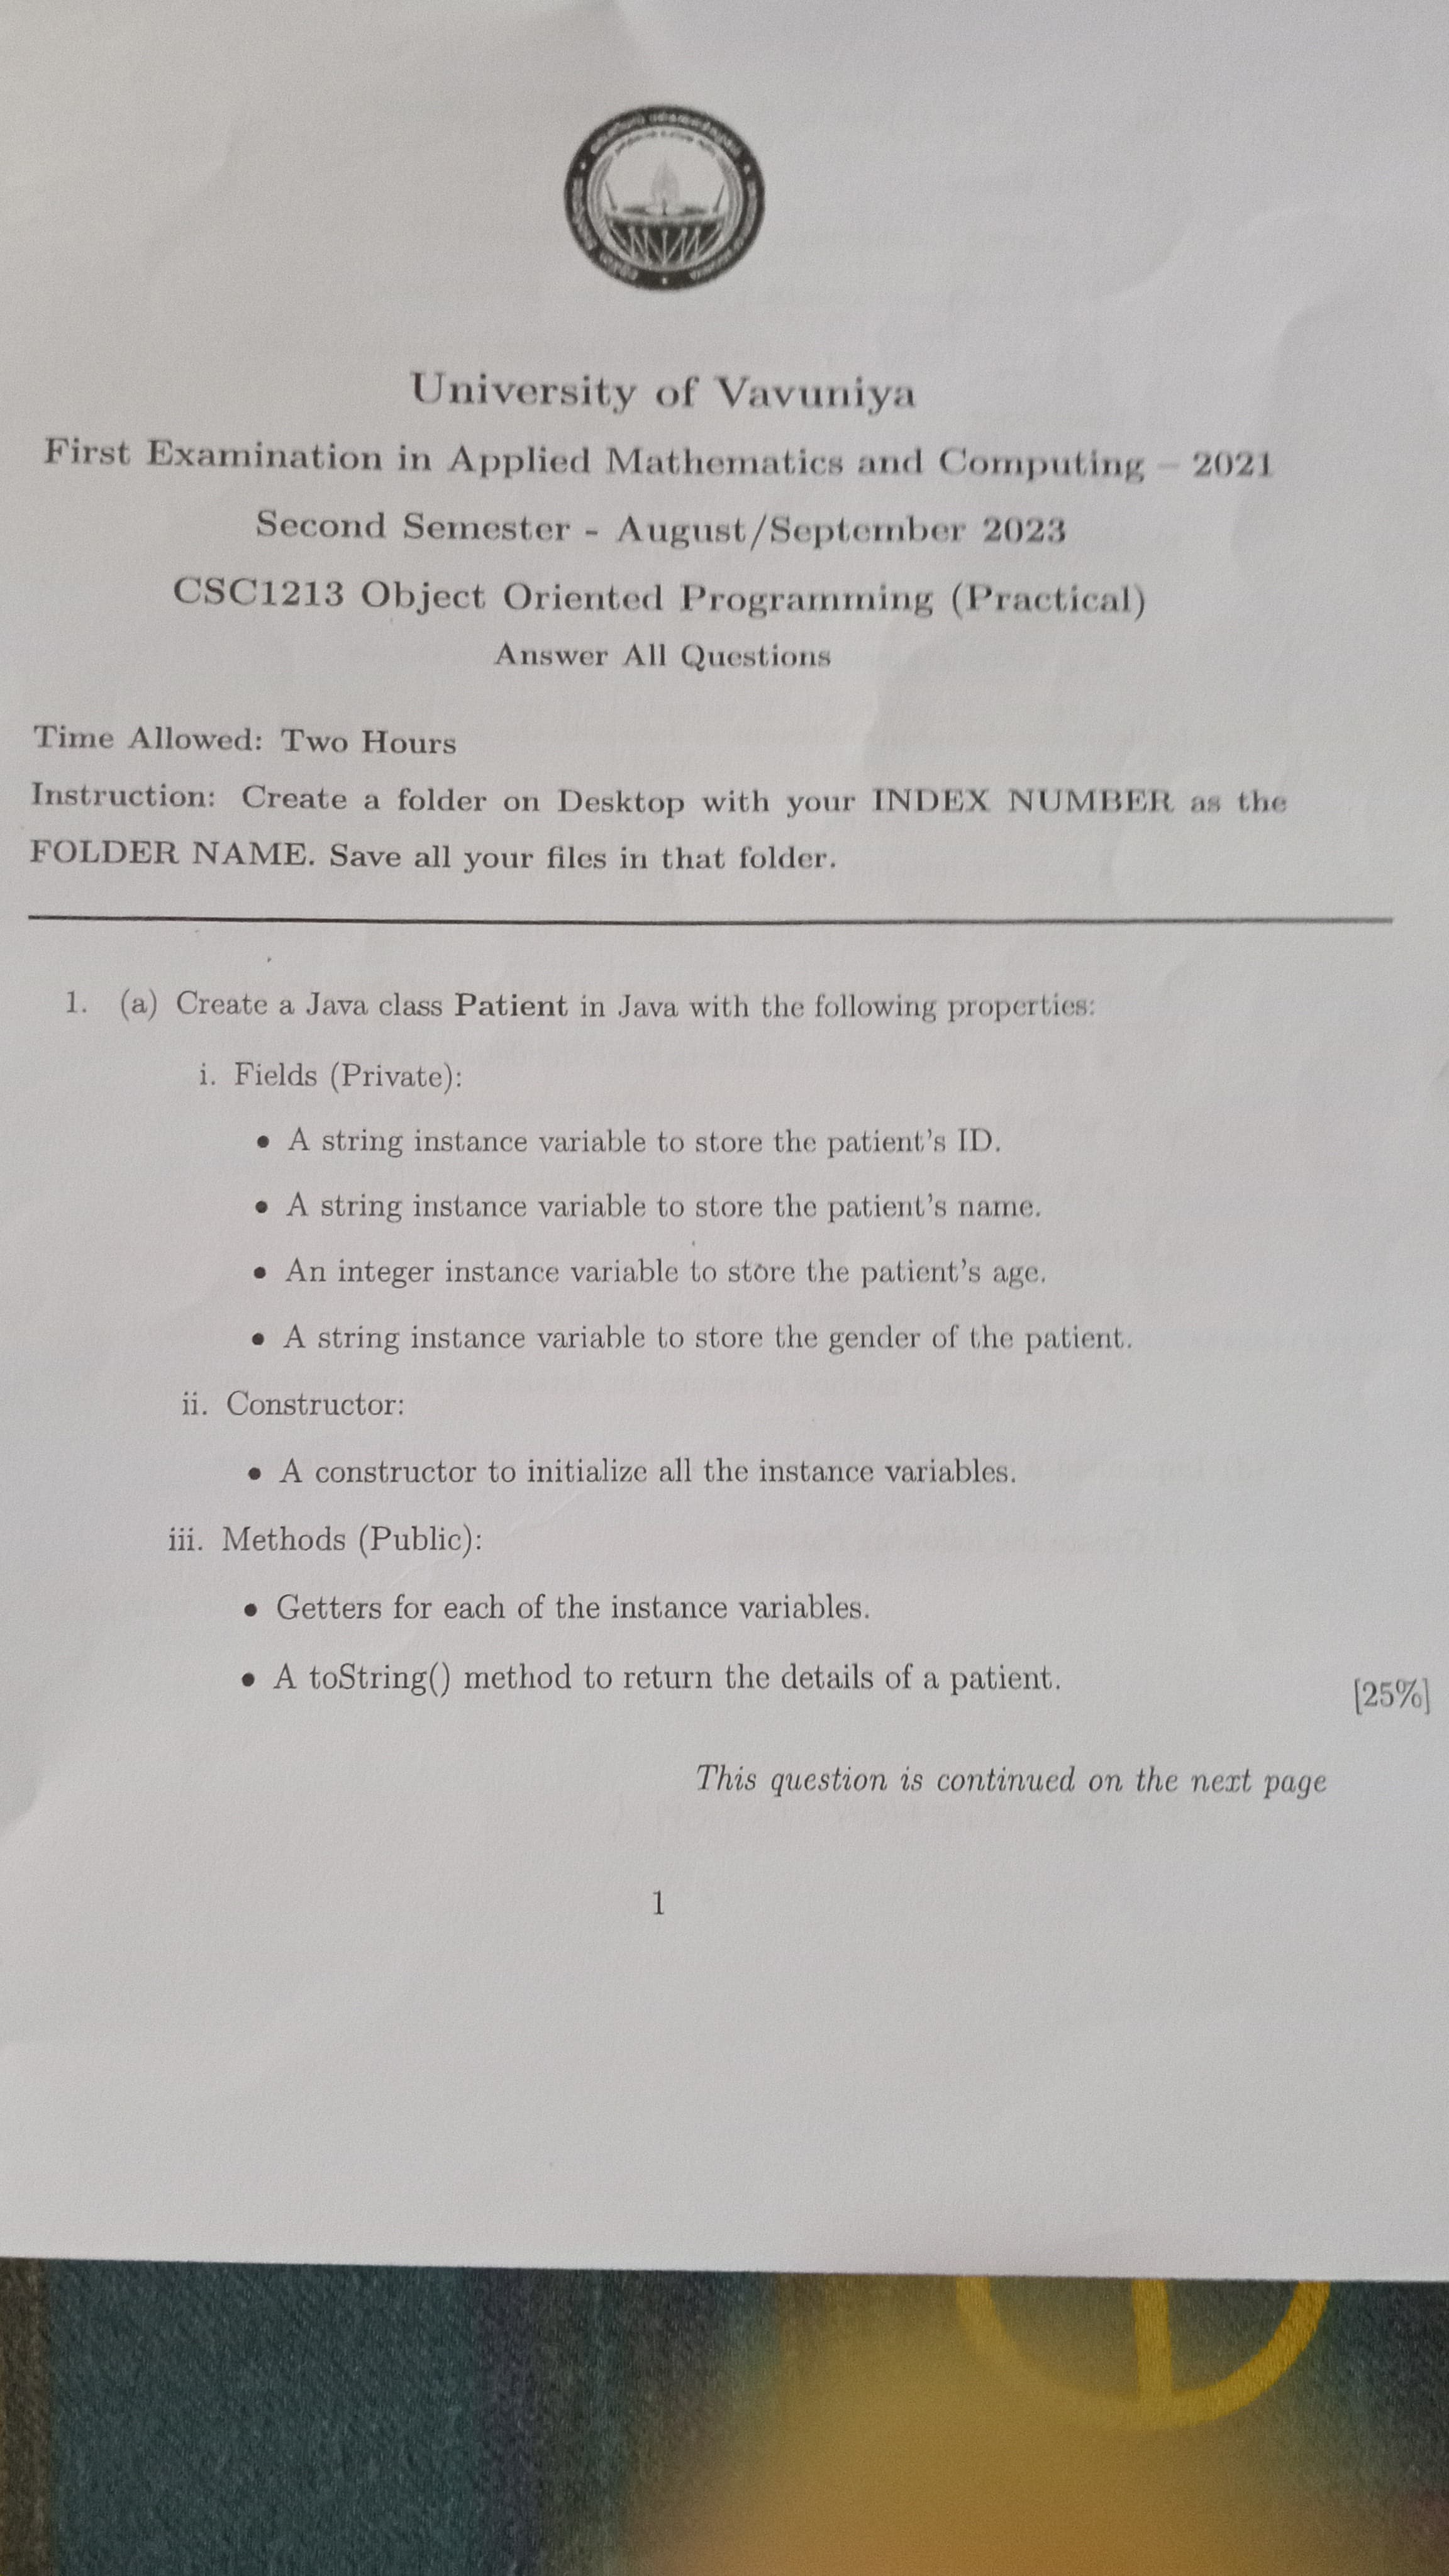 University of Vavuniya
First Examination in Applied Mathematics and Computing – 2021
Second Semester - August/September 2023
CSC1213 Object Oriented Programming (Practical)
Answer All Questions
Time Allowed: Two Hours
Instruction: Create a folder on Desktop with your INDEX NUMBER as the
FOLDER NAME. Save all your files in that folder.
1. (a) Create a Java class Patient in Java with the following properties:
i. Fields (Private):
• A string instance variable to store the patient's ID.
• A string instance variable to store the patient's name.
• An integer instance variable to store the patient's age.
• A string instance variable to store the gender of the patient.
ii. Constructor:
• A constructor to initialize all the instance variables.
iii. Methods (Public):
• Getters for each of the instance variables.
• A toString() method to return the details of a patient.
[25%]
This question is continued on the next page
1